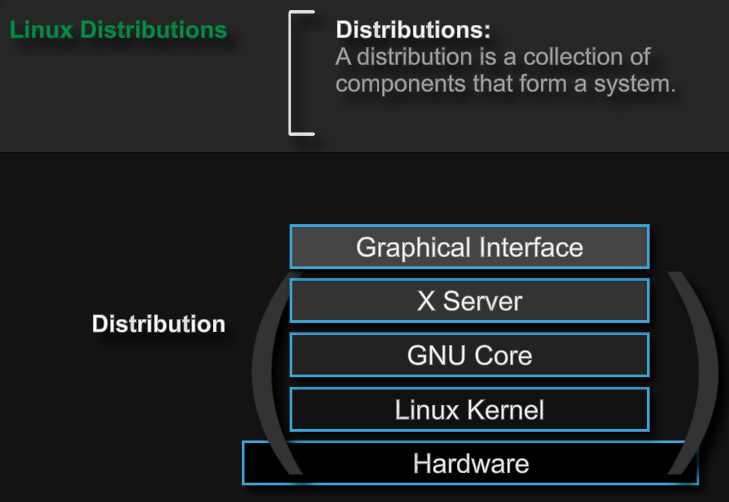 Linux Distributions
Distributions:
A distribution is a collection of
components that form a system.
Graphical Interface
X Server
Distribution
GNU Core
Linux Kernel
Hardware